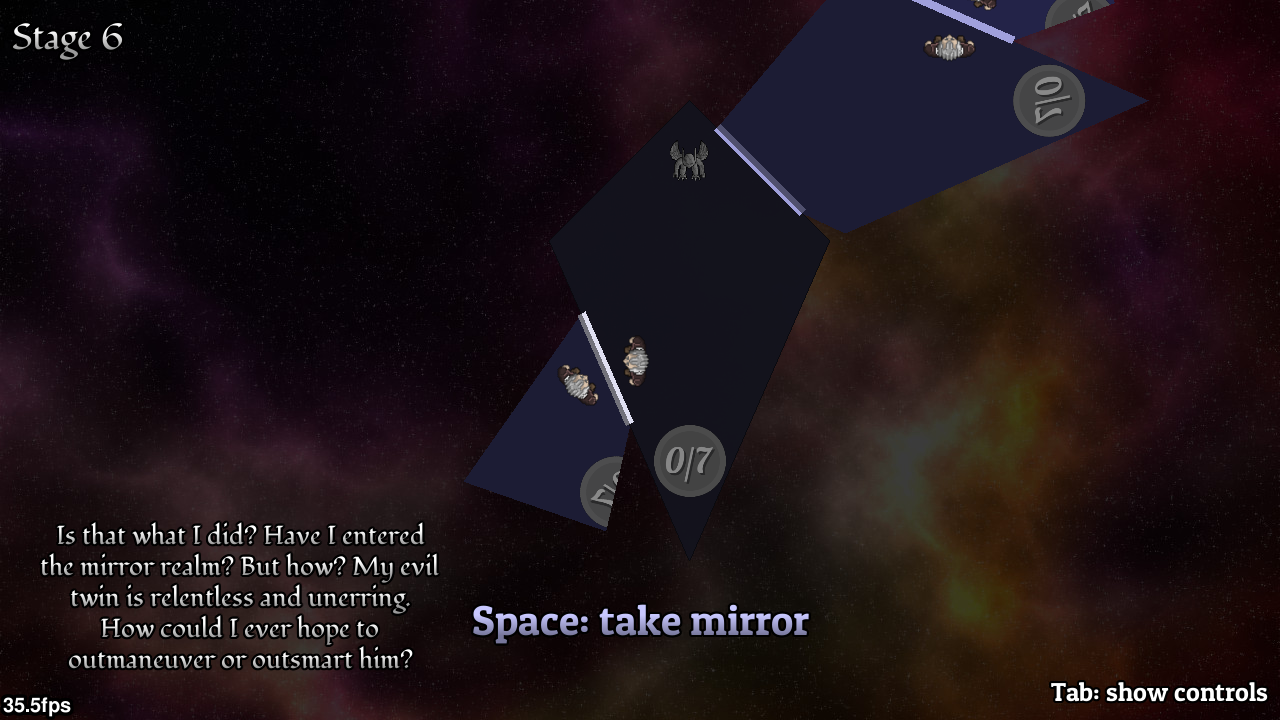 Stage 6
0/7
0/7
Is that what I did? Have I entered
the mirror realm? But how? My evil
twin is relentless and unerring.
How could I ever hope to
outmaneuver or outsmart him?
Space: take mirror
Tab: show controls
35.5fps